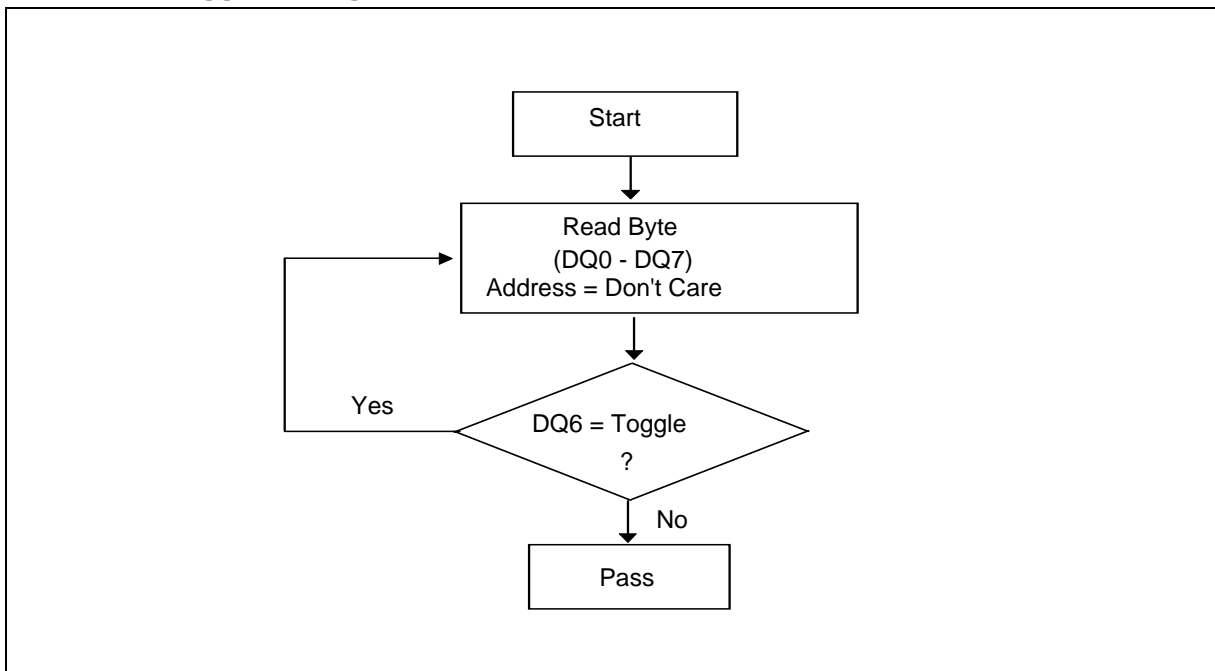 Start
Read Byte
(DQ0 - DQ7)
Address = Don't Care
Yes
DQ6 = Toggle
?
No
Pass